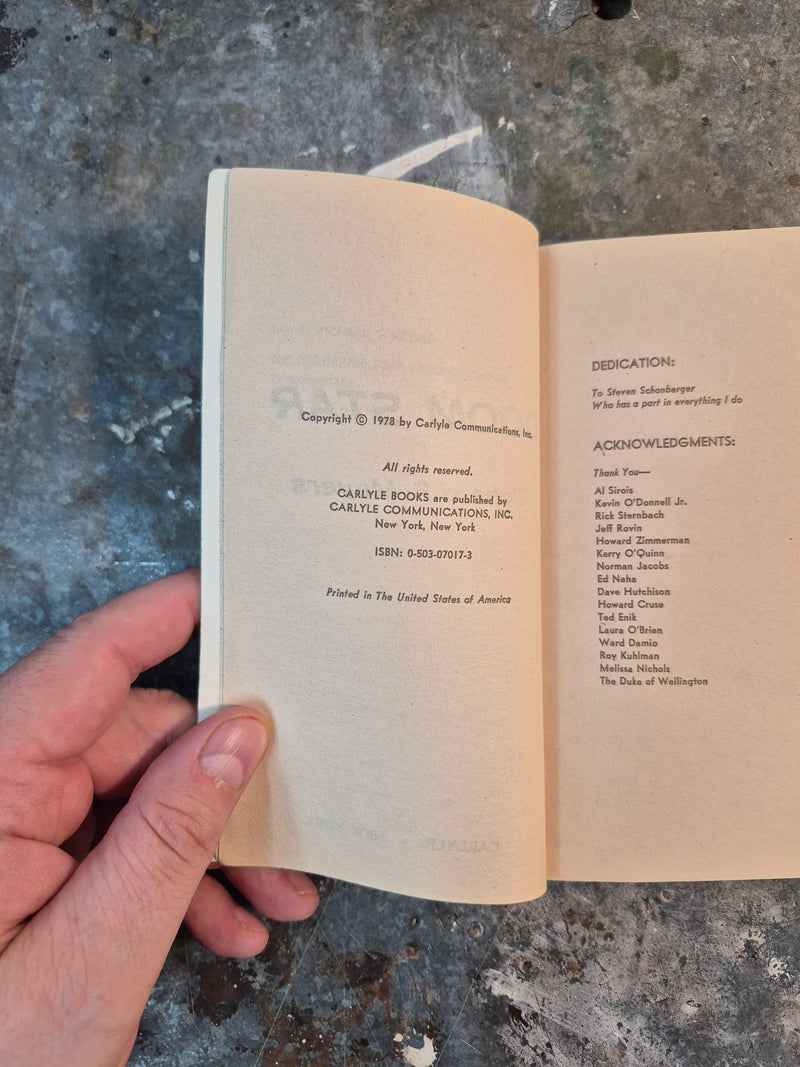 Copyright © 1978 by Carlyle Communications, Inc.
All rights reserved.
CARLYLE BOOKS are published by
CARLYLE COMMUNICATIONS, INC.
New York, New York
ISBN: 0-503-07017-3
Printed in The United States of America
DEDICATION:
To Steven Schonberger
Who has a part in everything I do
ACKNOWLEDGMENTS:
Thank You—
Al Sirois
Kevin O'Donnell Jr.
Rick Sternbach
Jeff Rovin
Howard Zimmerman
Kerry O'Quinn
Norman Jacobs
Ed Naha
Dave Hutchison
Howard Cruse
Ted Enik
Laura O'Brien
Ward Damio
Roy Kuhlman
Melissa Nichols
The Duke of Wellington